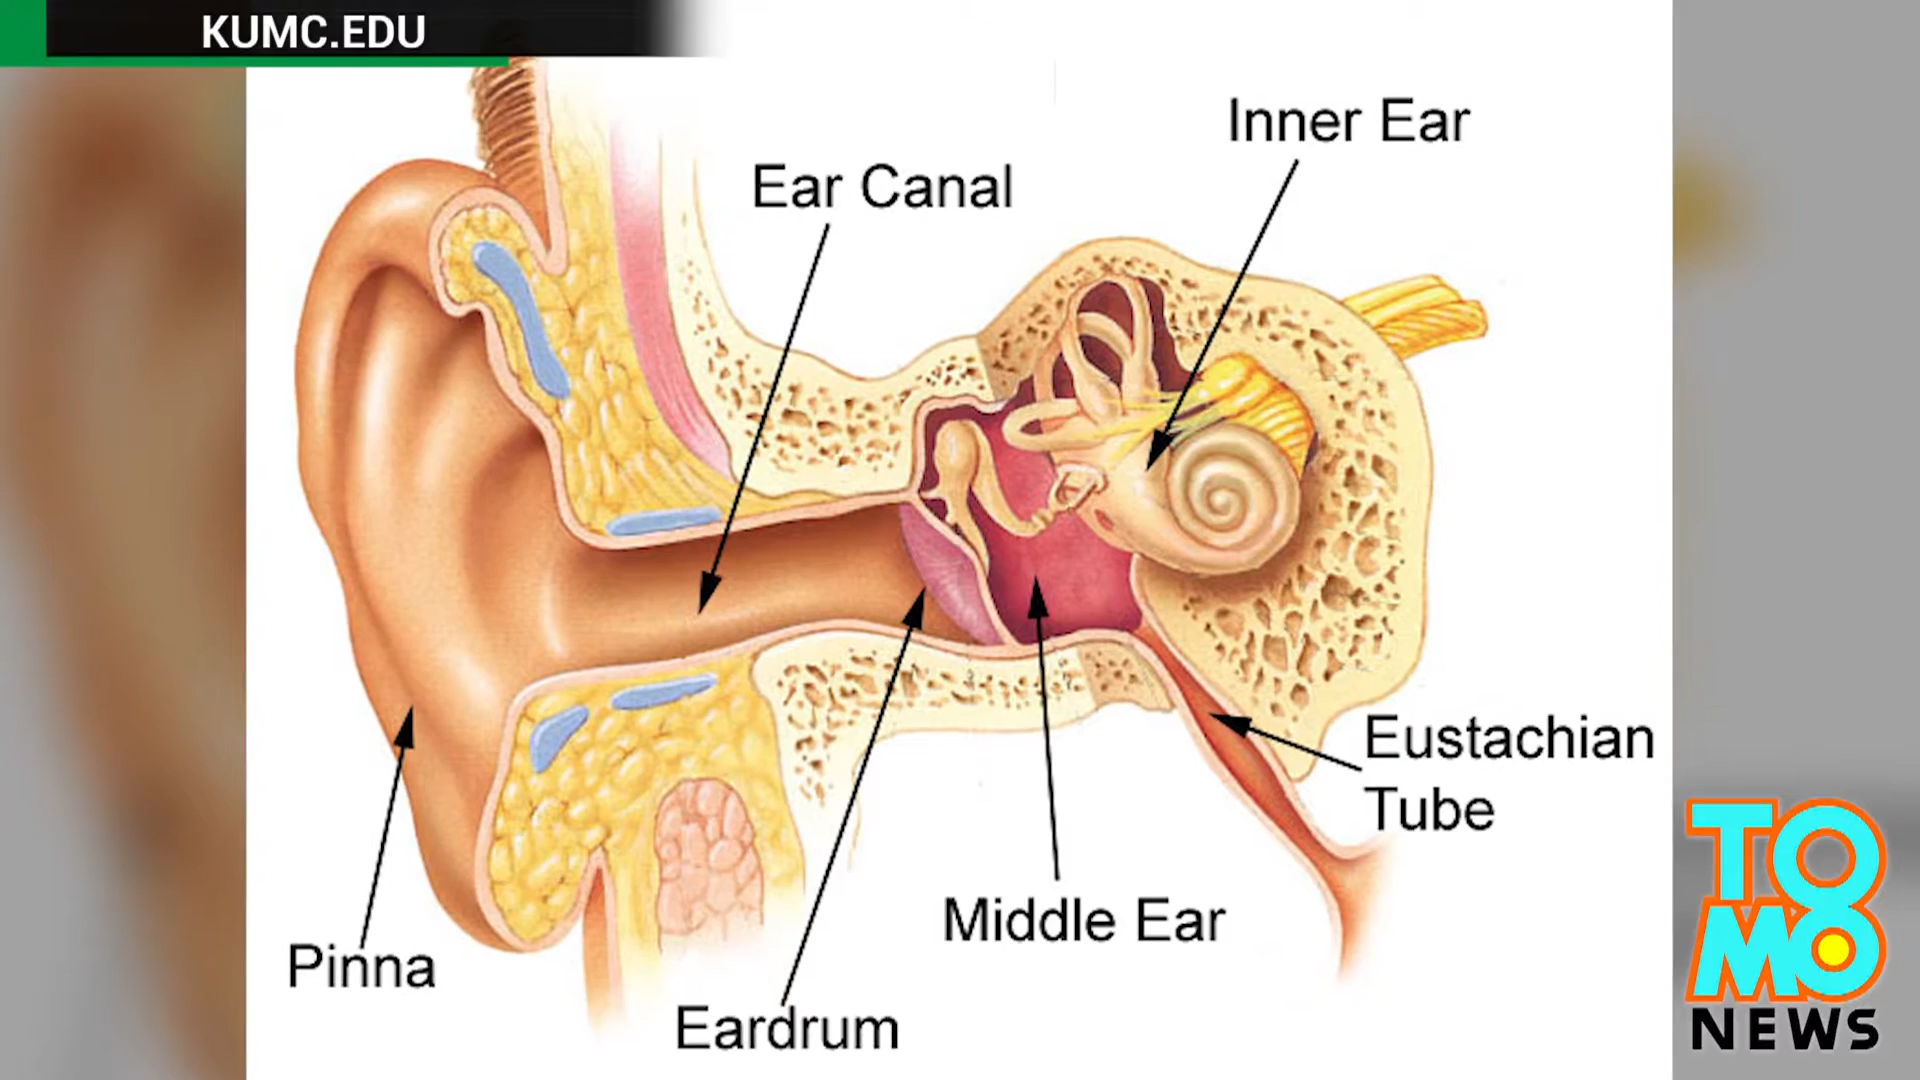 KUMC.EDU
Inner Ear
Ear Canal
Eustachian
Tube
Middle Ear
Pinna
Eardrum
TOMO
NEWS